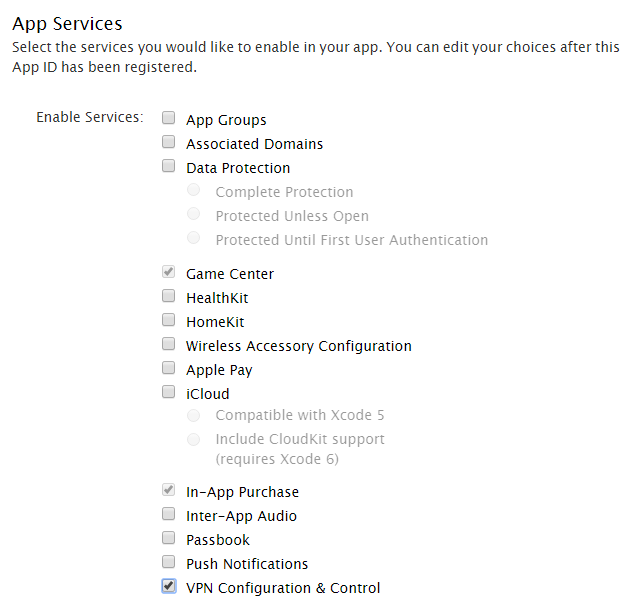 App Services
Select the services you would like to enable in your app. You can edit your choices after this
App ID has been registered.
Enable Services:
App Groups
Associated Domains
Data Protection
Complete Protection
Protected Unless Open
Protected Until First User Authentication
Game Center
HealthKit
HomeKit
Wireless Accessory Configuration
Apple Pay
iCloud
Compatible with Xcode 5
Include CloudKit support
(requires Xcode 6)
In-App Purchase
Inter-App Audio
Passbook
Push Notifications
VPN Configuration & Control